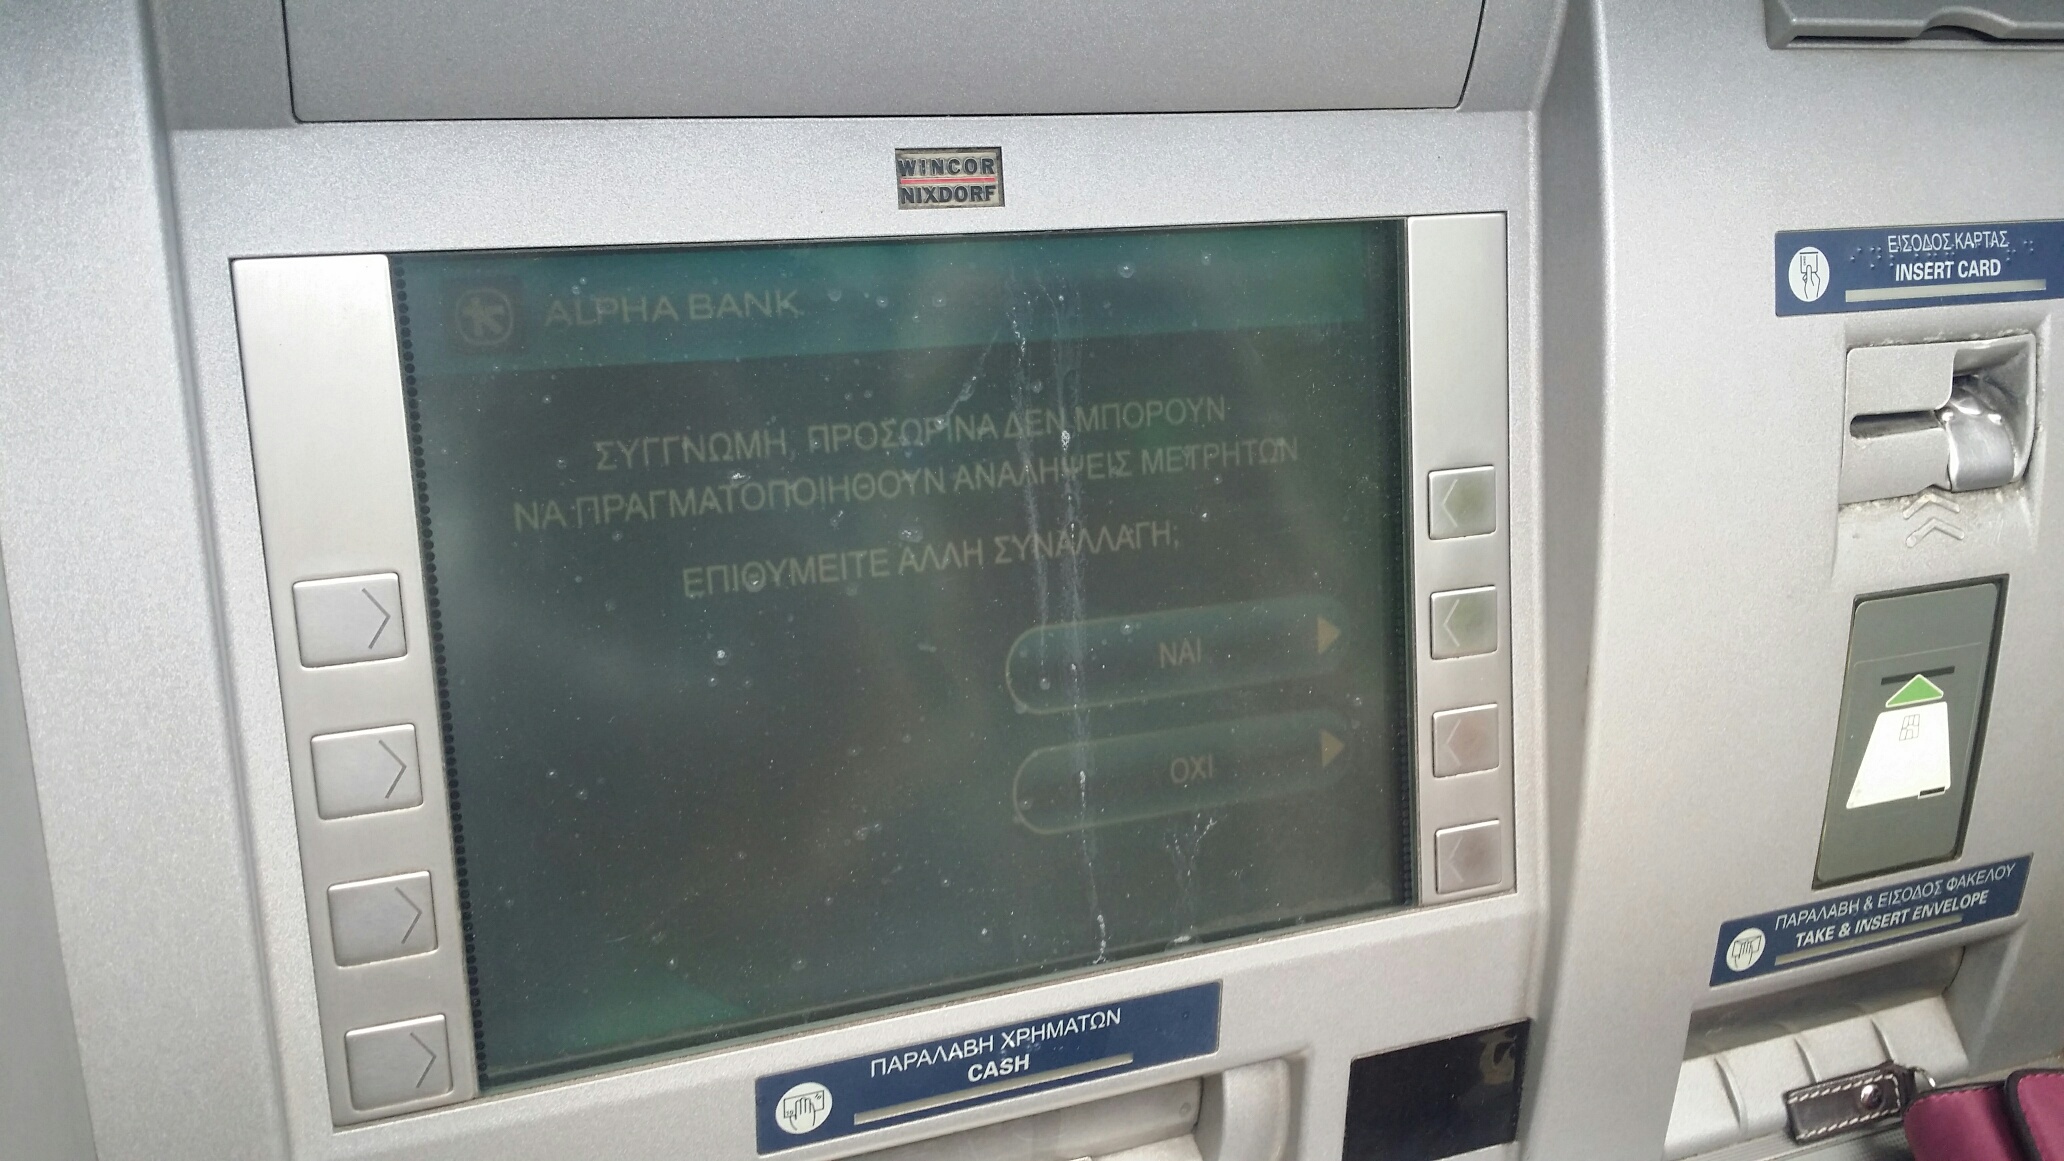 WINCOR
NIXDORF
ALPHA BANK
ΣΥΓΓΝΩΜΗ, ΠΡΟΣΩΡΙΝΑ ΔΕΝ ΜΠΟΡΟΥΝ
ΝΑ ΠΡΑΓΜΑΤΟΠΟΙΗΘΟΥΝ ΑΝΑΛΗΨΕΙΣ ΜΕΤΡΗΤΩΝ
ΕΠΙΘΥΜΕΙΤΕ ΑΛΛΗ ΣΥΝΑΛΛΑΓΗ;
ΝΑΙ
ΟΧΙ
ΕΙΣΟΔΟΣ ΚΑΡΤΑΣ
INSERT CARD
ΠΑΡΑΛΑΒΗ & ΕΙΣΟΔΟΣ ΦΑΚΕΛΟΥ
TAKE & INSERT ENVELOPE
ΠΑΡΑΛΑΒΗ ΧΡΗΜΑΤΩΝ
CASH